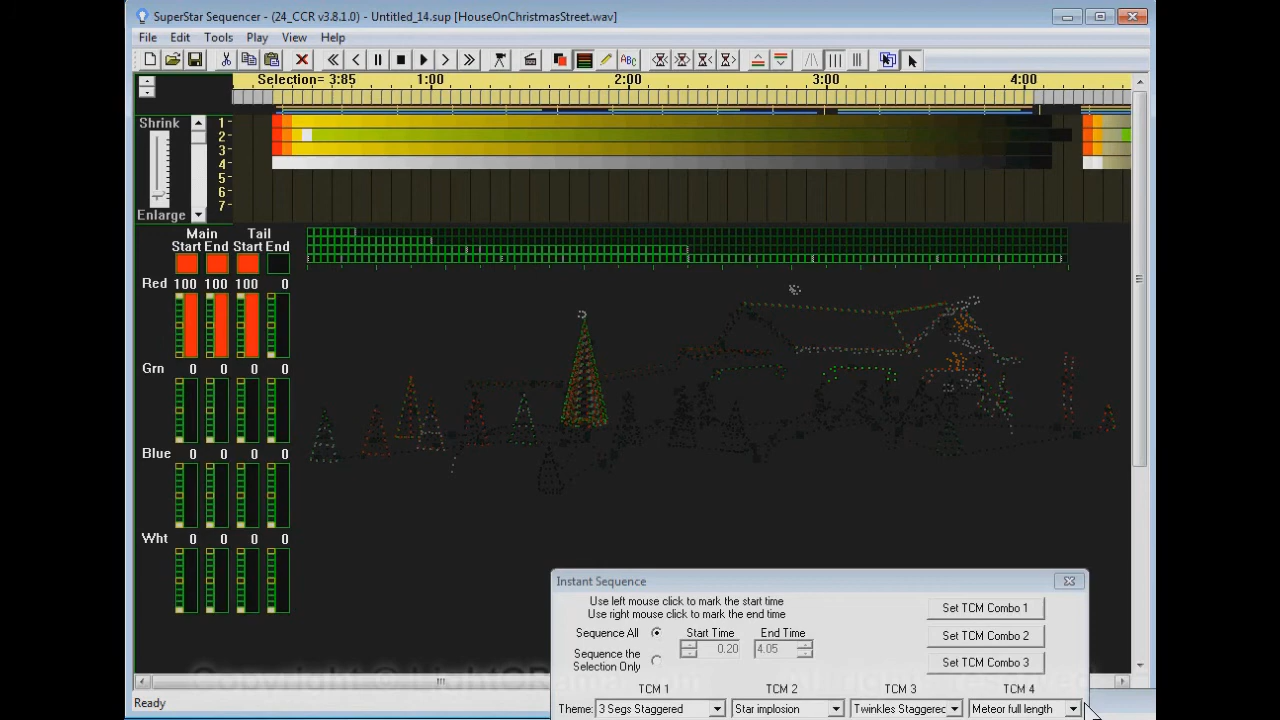 SuperStar Sequencer - (24_CCR v3.8.1.0) - Untitled_14.sup [HouseOnChristmasStreet.wav]
File Edit Tools Play View Help
ABC
Selection= 3:85 1:00 2:00 3:00 4:00
Shrink
Enlarge
1
2
3
4
5
6
7
Main Tail
Start End Start End
Red 100 100 100 0
Grn 0 0 0 0
Blue 0 0 0 0
Wht 0 0 0 0
Instant Sequence
Use left mouse click to mark the start time
Use right mouse click to mark the end time
Sequence All
Start Time End Time
0.20 4.05
Sequence the
Selection Only
Set TCM Combo 1
Set TCM Combo 2
Set TCM Combo 3
TCM 1 TCM 2 TCM 3 TCM 4
Theme: 3 Segs Staggered Star implosion Twinkles Staggered Meteor full length
Ready